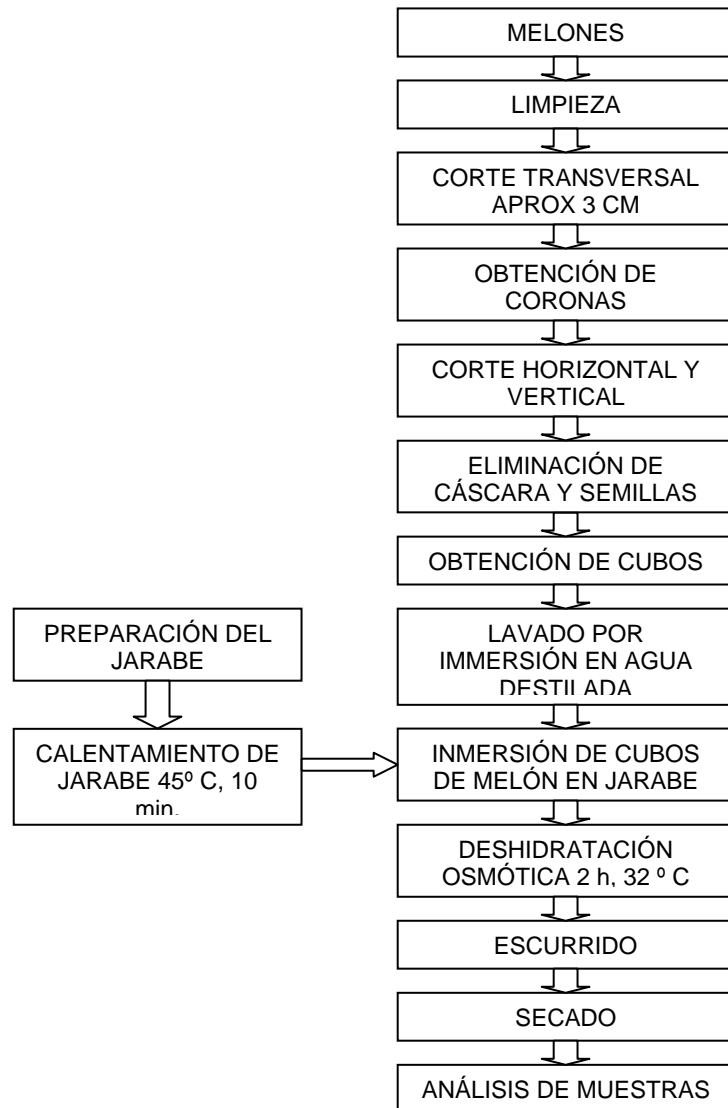 MELONES
LIMPIEZA
CORTE TRANSVERSAL
APROX 3 CM
OBTENCIÓN DE
CORONAS
CORTE HORIZONTAL Y
VERTICAL
ELIMINACIÓN DE
CÁSCARA Y SEMILLAS
OBTENCIÓN DE CUBOS
PREPARACIÓN DEL
JARABE
LAVADO POR
IMMERSIÓN EN AGUA
DESTILADA
CALENTAMIENTO DE
JARABE 45º C, 10
min.
INMERSIÓN DE CUBOS
DE MELÓN EN JARABE
DESHIDRATACIÓN
OSMÓTICA 2 h, 32 º C
ESCURRIDO
SECADO
ANÁLISIS DE MUESTRAS